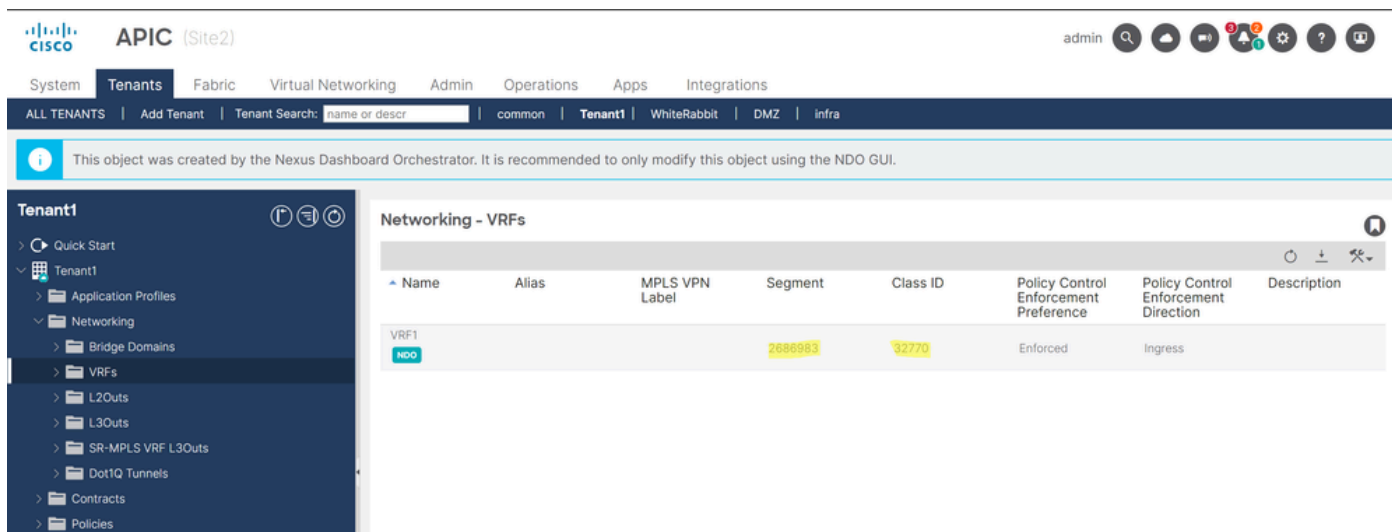 CISCO
APIC (Site2)
admin
3
2
1
?
System Tenants Fabric Virtual Networking Admin Operations Apps Integrations
ALL TENANTS | Add Tenant | Tenant Search: name or descr | common | Tenant1 | WhiteRabbit | DMZ | infra
i
This object was created by the Nexus Dashboard Orchestrator. It is recommended to only modify this object using the NDO GUI.
Tenant1
Quick Start
Tenant1
Application Profiles
Networking
Bridge Domains
VRFs
L2Outs
L3Outs
SR-MPLS VRF L3Outs
Dot1Q Tunnels
Contracts
Policies
Networking - VRFs
Name Alias MPLS VPN Label Segment Class ID Policy Control Enforcement Preference Policy Control Enforcement Direction Description
VRF1
NDO
2686983 32770 Enforced Ingress